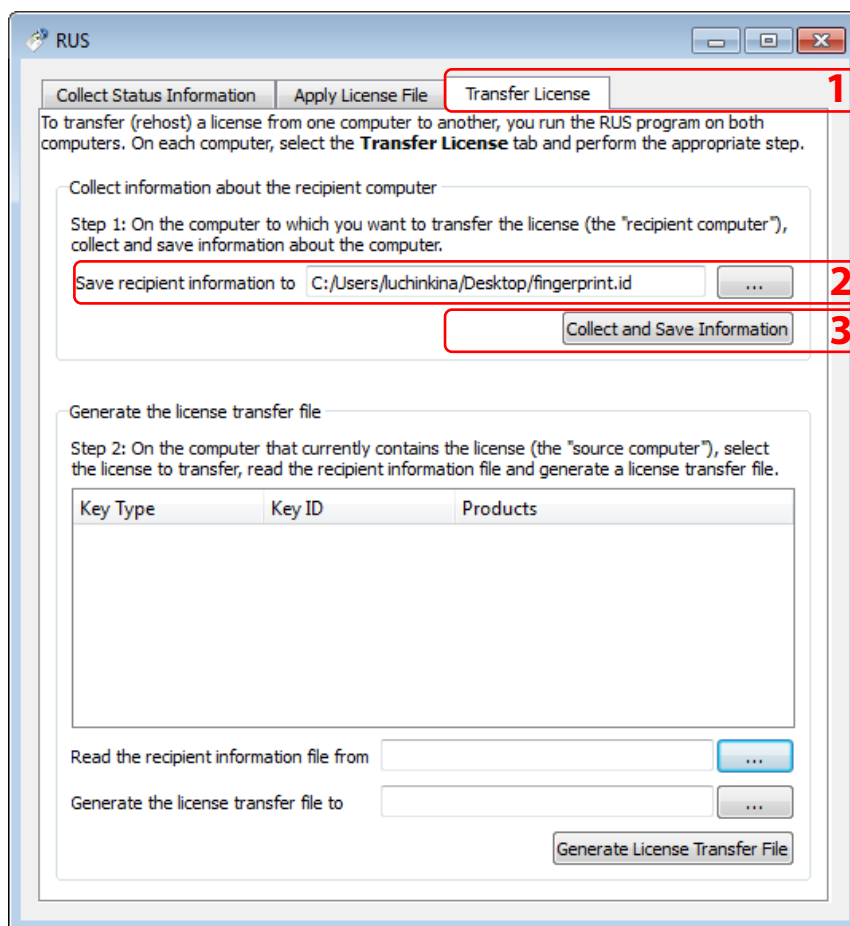 RUS
Collect Status Information Apply License File Transfer License 1
To transfer (rehost) a license from one computer to another, you run the RUS program on both
computers. On each computer, select the Transfer License tab and perform the appropriate step.
Collect information about the recipient computer
Step 1: On the computer to which you want to transfer the license (the "recipient computer"),
collect and save information about the computer.
Save recipient information to C:/Users/luchinkina/Desktop/fingerprint.id ... 2
Collect and Save Information 3
Generate the license transfer file
Step 2: On the computer that currently contains the license (the "source computer"), select
the license to transfer, read the recipient information file and generate a license transfer file.
Key Type Key ID Products
Read the recipient information file from ...
Generate the license transfer file to ...
Generate License Transfer File